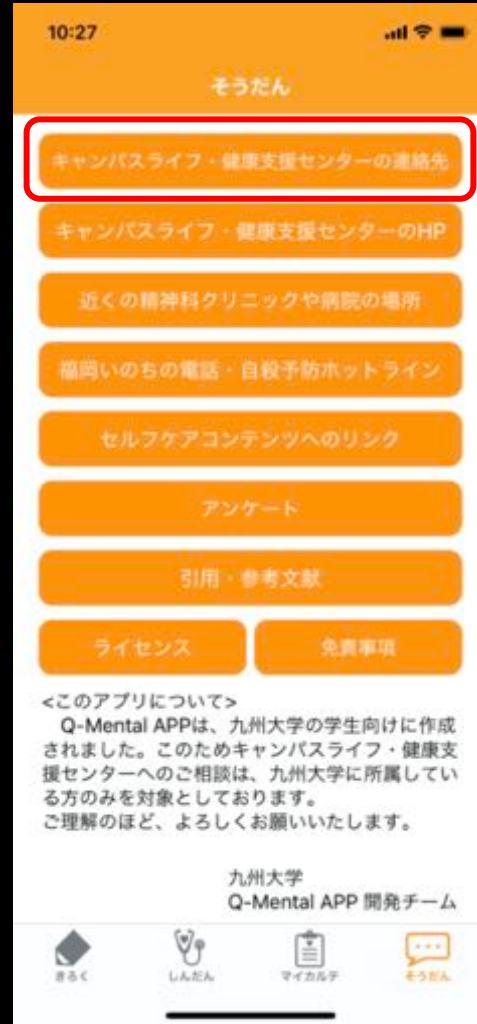 10:27
そうだん
キャンパスライフ・健康支援センターの連絡先
キャンパスライフ・健康支援センターのHP
近くの精神科クリニックや病院の場所
福岡いのちの電話・自殺予防ホットライン
セルフケアコンテンツへのリンク
アンケート
引用・参考文献
ライセンス 免責事項
<このアプリについて>
Q-Mental APPは、九州大学の学生向けに作成
されました。このためキャンパスライフ・健康支
援センターへのご相談は、九州大学に所属してい
る方のみを対象としております。
ご理解のほど、よろしくお願いいたします。
九州大学
Q-Mental APP 開発チーム
きろく しんだん マイカルテ そうだん